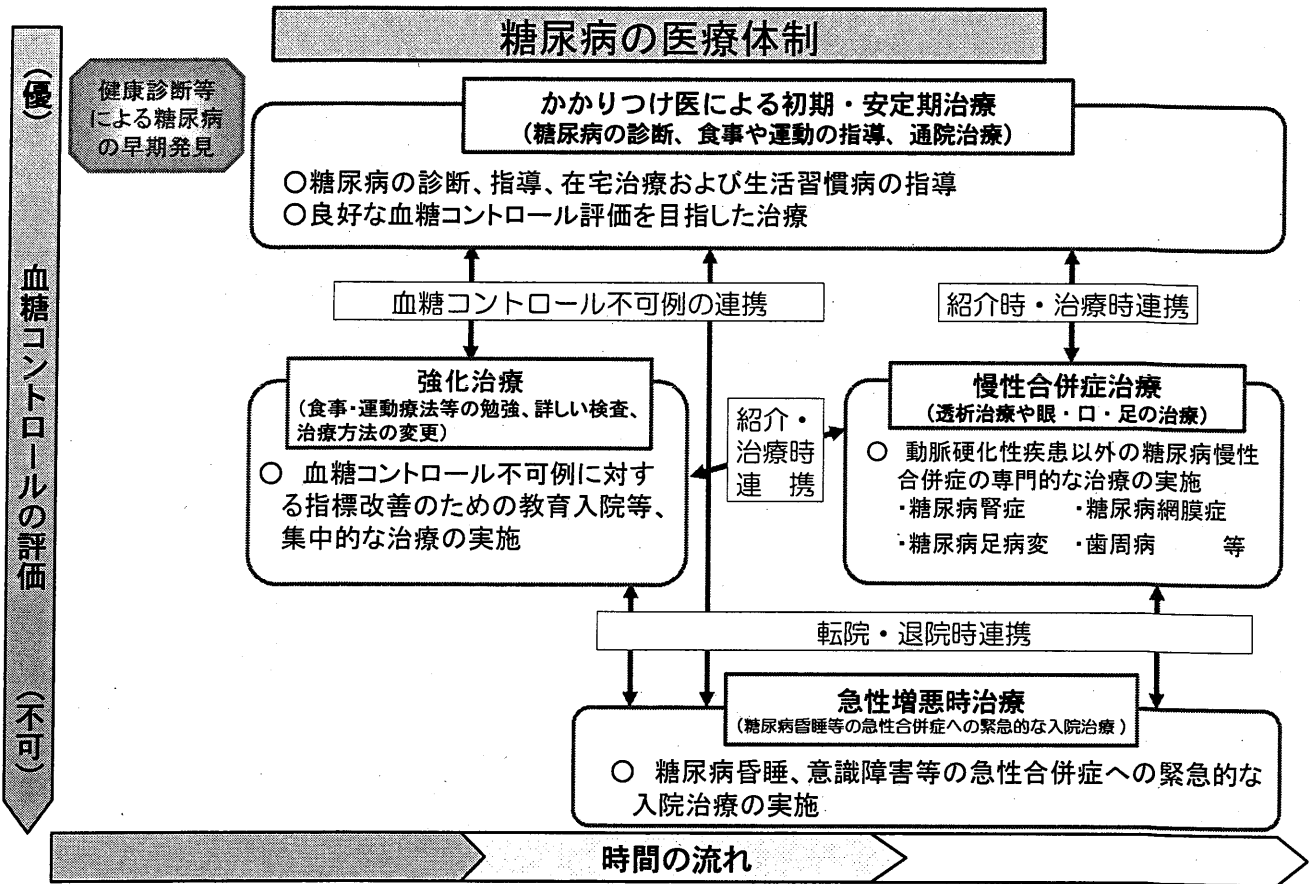 糖尿病の医療体制
（優）　血糖コントロールの評価　（不可）
健康診断等
による糖尿病
の早期発見
かかりつけ医による初期・安定期治療
（糖尿病の診断、食事や運動の指導、通院治療）
○糖尿病の診断、指導、在宅治療および生活習慣病の指導
○良好な血糖コントロール評価を目指した治療
血糖コントロール不可例の連携
紹介時・治療時連携
強化治療
（食事・運動療法等の勉強、詳しい検査、
治療方法の変更）
○ 血糖コントロール不可例に対す
る指標改善のための教育入院等、
集中的な治療の実施
紹介・
治療時
連　携
慢性合併症治療
（透析治療や眼・口・足の治療）
○ 動脈硬化性疾患以外の糖尿病慢性
合併症の専門的な治療の実施
・糖尿病腎症　・糖尿病網膜症
・糖尿病足病変　・歯周病　等
転院・退院時連携
急性増悪時治療
（糖尿病昏睡等の急性合併症への緊急的な入院治療）
○ 糖尿病昏睡、意識障害等の急性合併症への緊急的な
入院治療の実施
時間の流れ